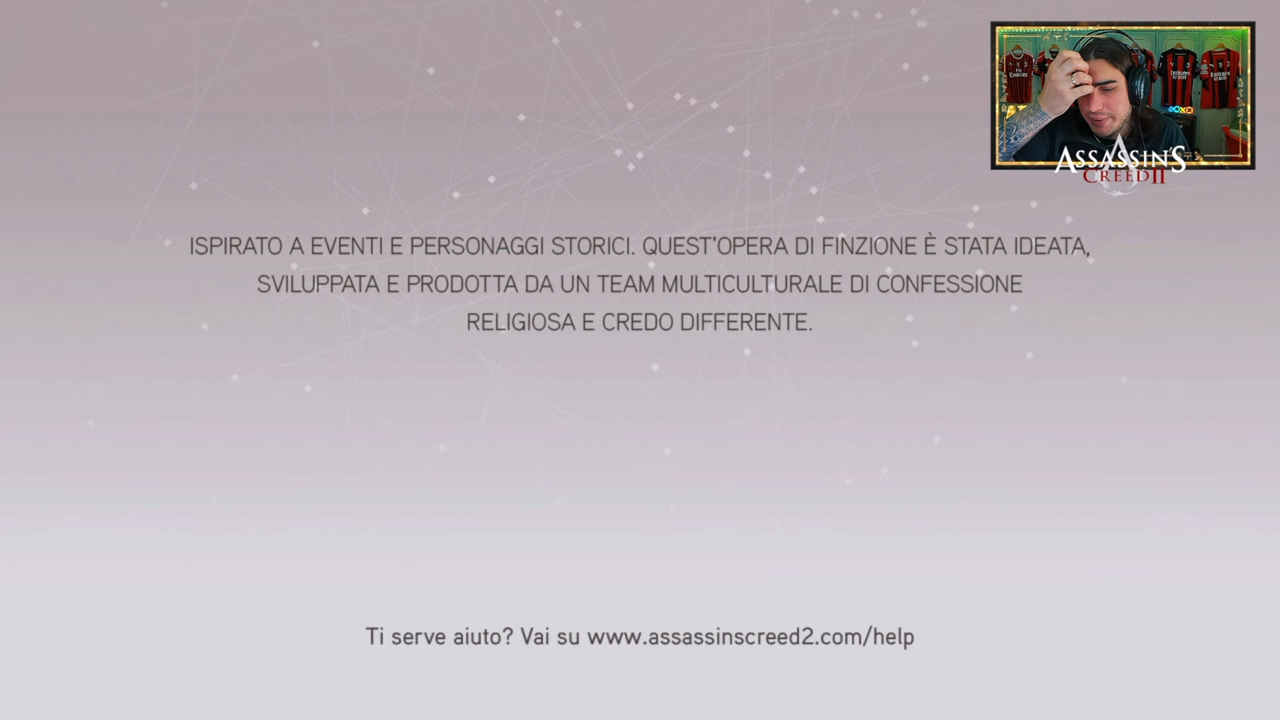 ISPIRATO A EVENTI E PERSONAGGI STORICI. QUEST'OPERA DI FINZIONE È STATA IDEATA,
SVILUPPATA E PRODOTTA DA UN TEAM MULTICULTURALE DI CONFESSIONE
RELIGIOSA E CREDO DIFFERENTE.
ASSASSIN'S
CREED II
Ti serve aiuto? Vai su www.assassinscreed2.com/help